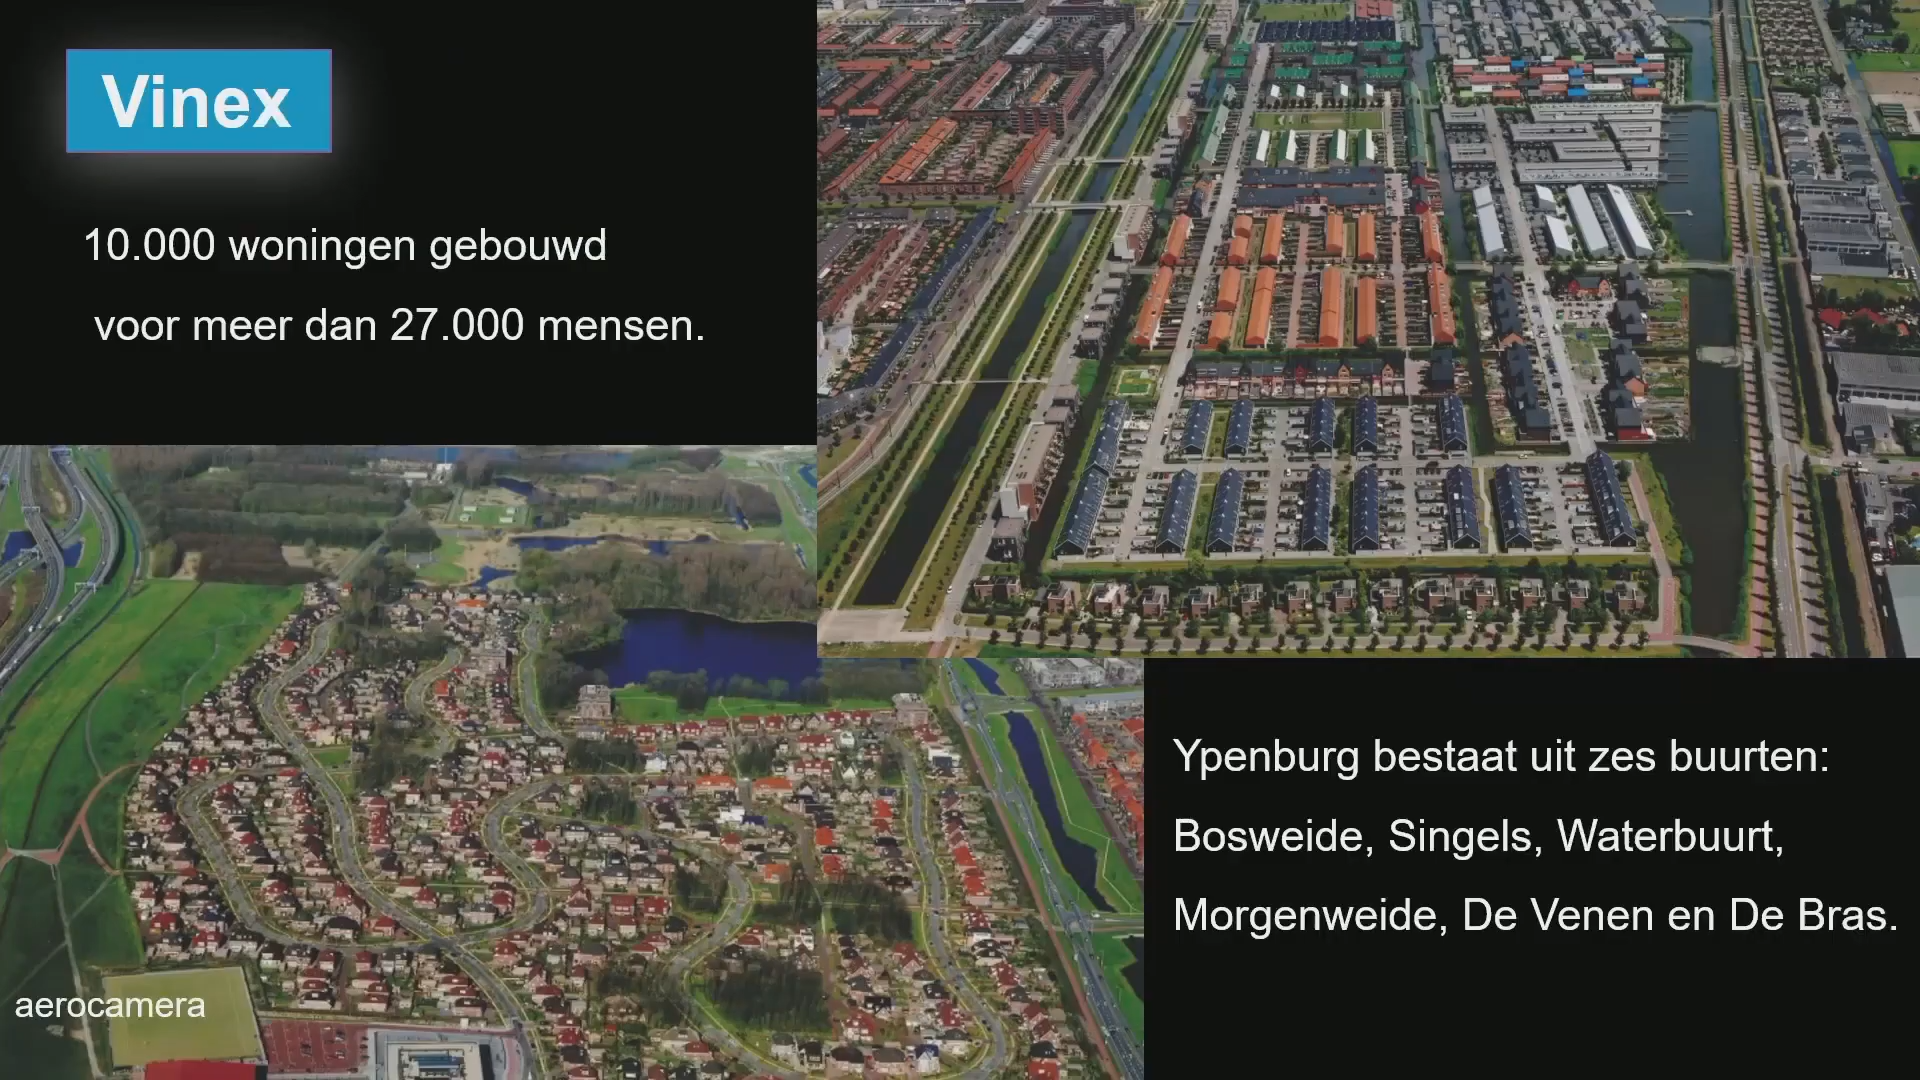 Vinex
10.000 woningen gebouwd
voor meer dan 27.000 mensen.
Ypenburg bestaat uit zes buurten:
Bosweide, Singels, Waterbuurt,
Morgenweide, De Venen en De Bras.
aerocamera